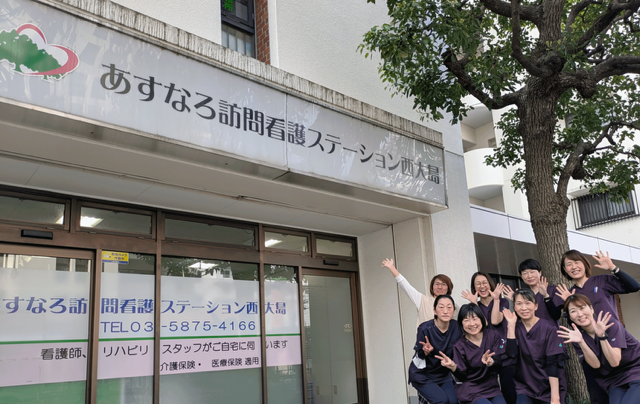 あすなろ訪問看護ステーション西大島
あすなろ訪問看護ステーション西大島
TEL03-5875-4166
看護師、リハビリスタッフがご自宅に伺います
介護保険・医療保険 適用